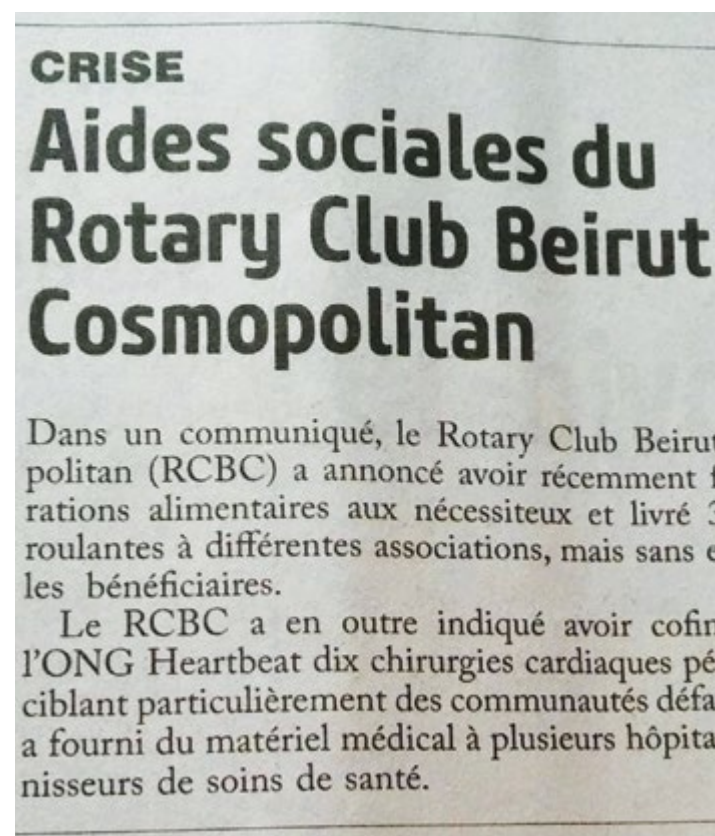 CRISE
Aides sociales du
Rotary Club Beirut
Cosmopolitan
Dans un communiqué, le Rotary Club Beirut
politan (RCBC) a annoncé avoir récemment
rations alimentaires aux nécessiteux et livré
roulantes à différentes associations, mais sans
les bénéficiaires.
Le RCBC a en outre indiqué avoir
l’ONG Heartbeat dix chirurgies cardiaques
ciblant particulièrement des communautés
a fourni du matériel médical à plusieurs
nisseurs de soins de santé.